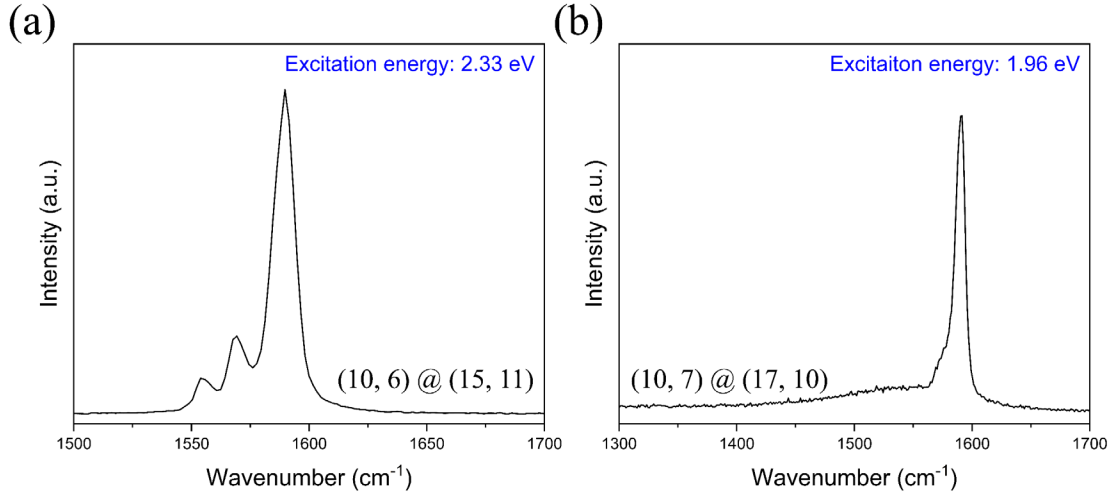 (a)
Excitation energy: 2.33 eV
Intensity (a.u.)
(10, 6) @ (15, 11)
1500 1550 1600 1650 1700
Wavenumber (cm⁻¹)
(b)
Excitaiton energy: 1.96 eV
Intensity (a.u.)
(10, 7) @ (17, 10)
1300 1400 1500 1600 1700
Wavenumber (cm⁻¹)